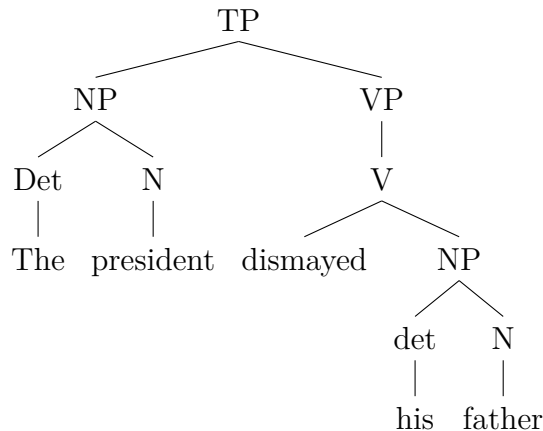 TP
NP VP
Det N V
The president dismayed NP
det N
his father